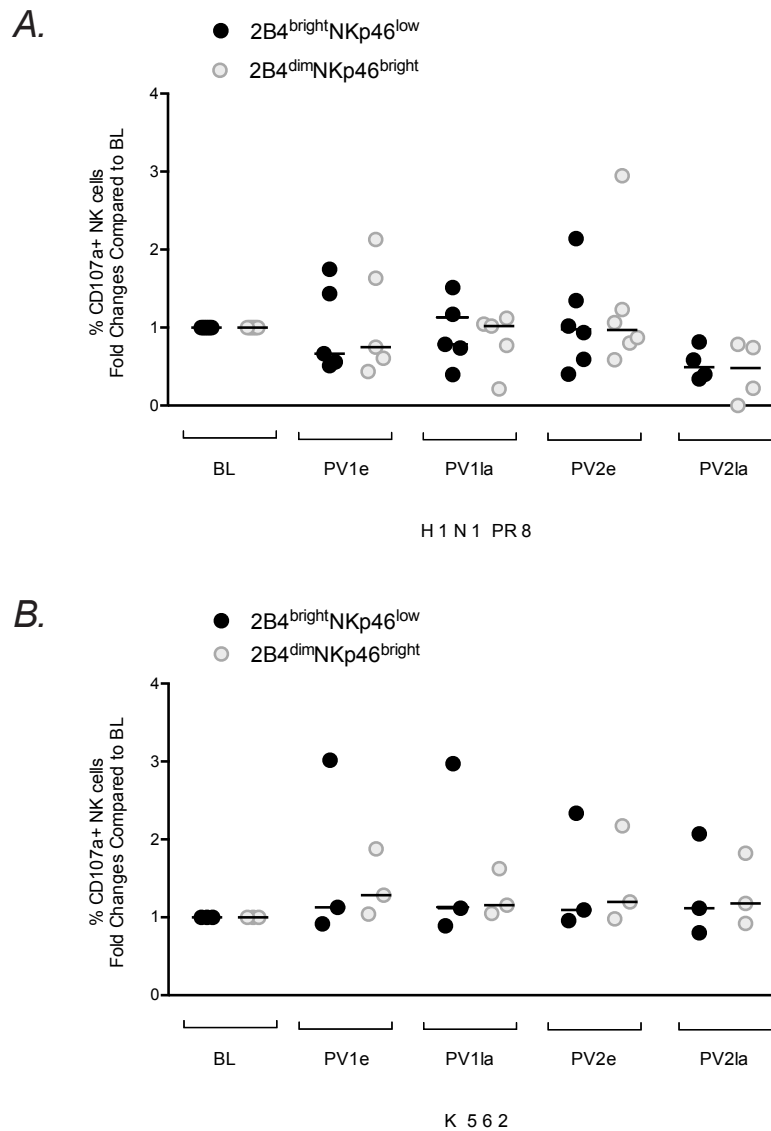 A.
2B4brightNKp46low
2B4dimNKp46bright
% CD107a+ NK cells
Fold Changes Compared to BL
4
3
2
1
0
BL PV1e PV1la PV2e PV2la
H1N1 PR8
B.
2B4brightNKp46low
2B4dimNKp46bright
% CD107a+ NK cells
Fold Changes Compared to BL
4
3
2
1
0
BL PV1e PV1la PV2e PV2la
K 562